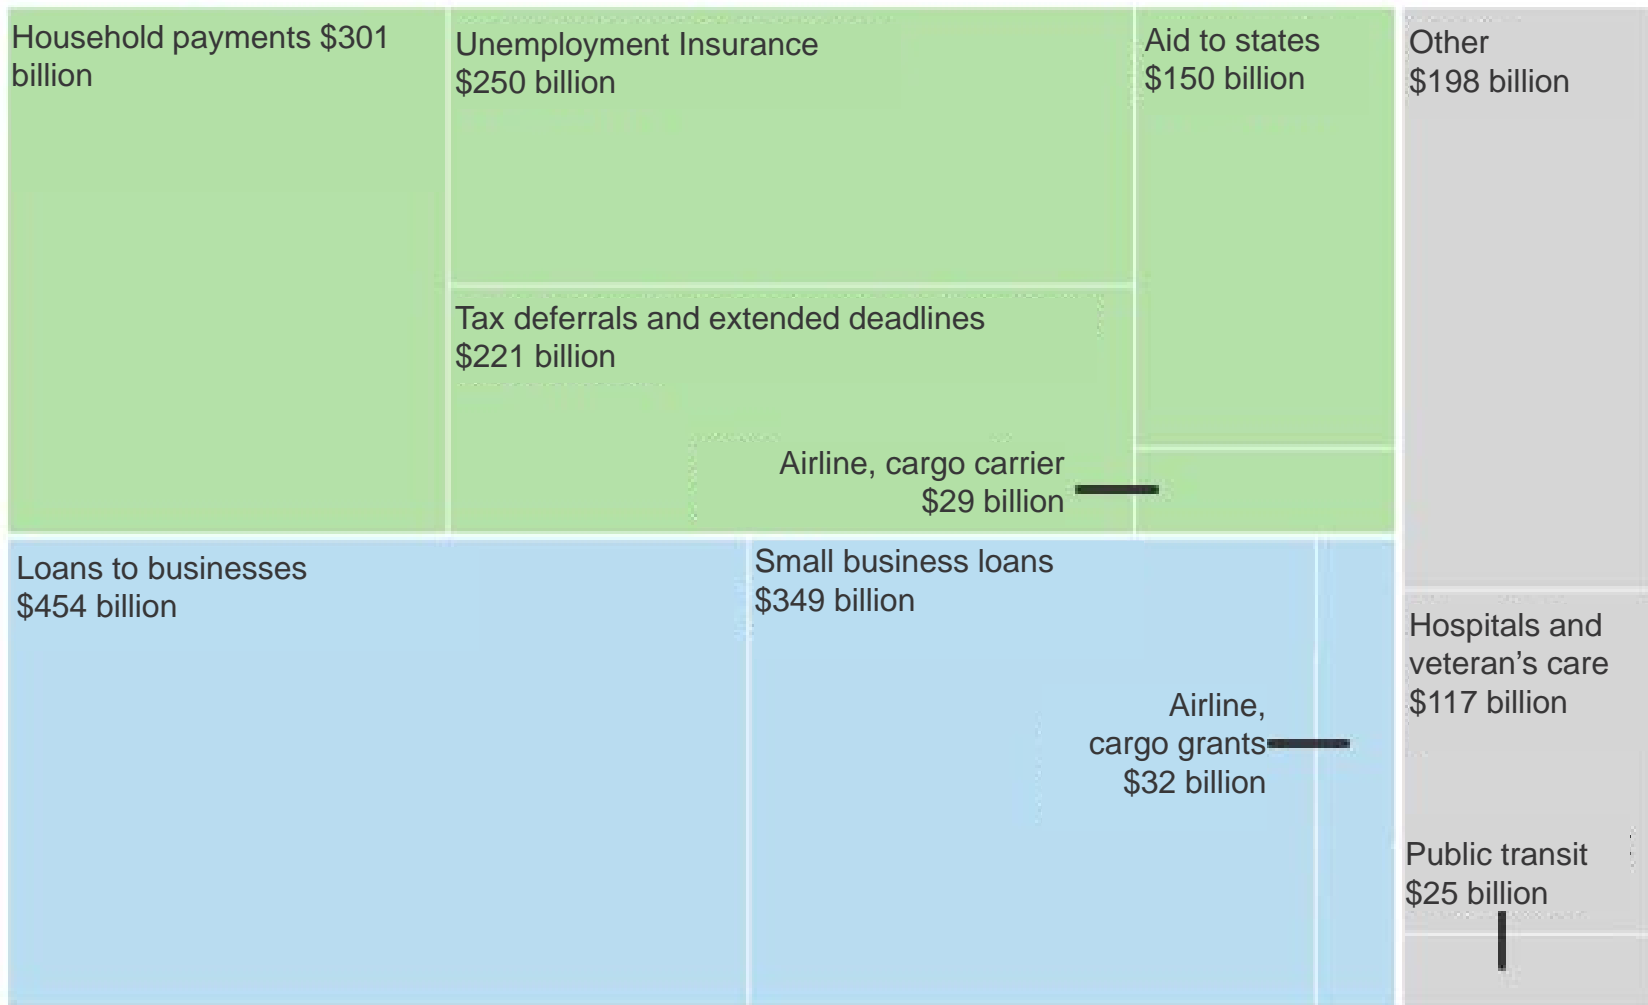 Household payments $301
billion
Unemployment Insurance
$250 billion
Aid to states
$150 billion
Other
$198 billion
Tax deferrals and extended deadlines
$221 billion
Airline, cargo carrier
$29 billion
Loans to businesses
$454 billion
Small business loans
$349 billion
Airline,
cargo grants
$32 billion
Hospitals and
veteran’s care
$117 billion
Public transit
$25 billion